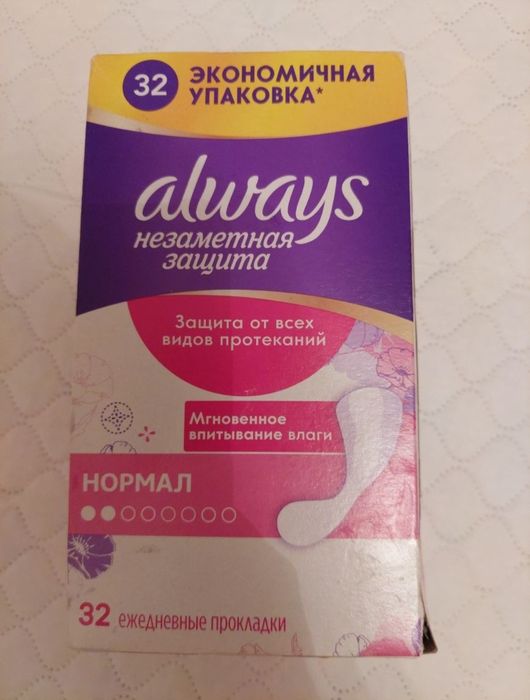 32 ЭКОНОМИЧНАЯ
УПАКОВКА*
always
незаметная
защита
Защита от всех
видов протеканий
Мгновенное
впитывание влаги
НОРМАЛ
32 ежедневные прокладки